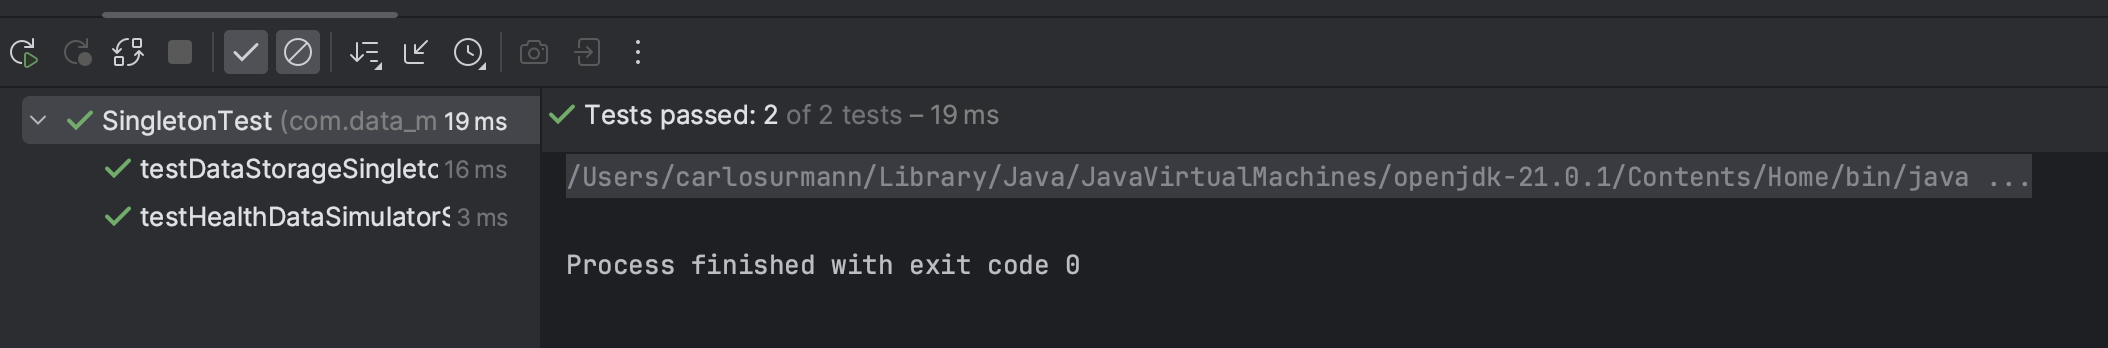 SingletonTest (com.data_m 19 ms
testDataStorageSingleto 16 ms
testHealthDataSimulatorS 3 ms
Tests passed: 2 of 2 tests – 19 ms
/Users/carlosurmann/Library/Java/JavaVirtualMachines/openjdk-21.0.1/Contents/Home/bin/java ...
Process finished with exit code 0